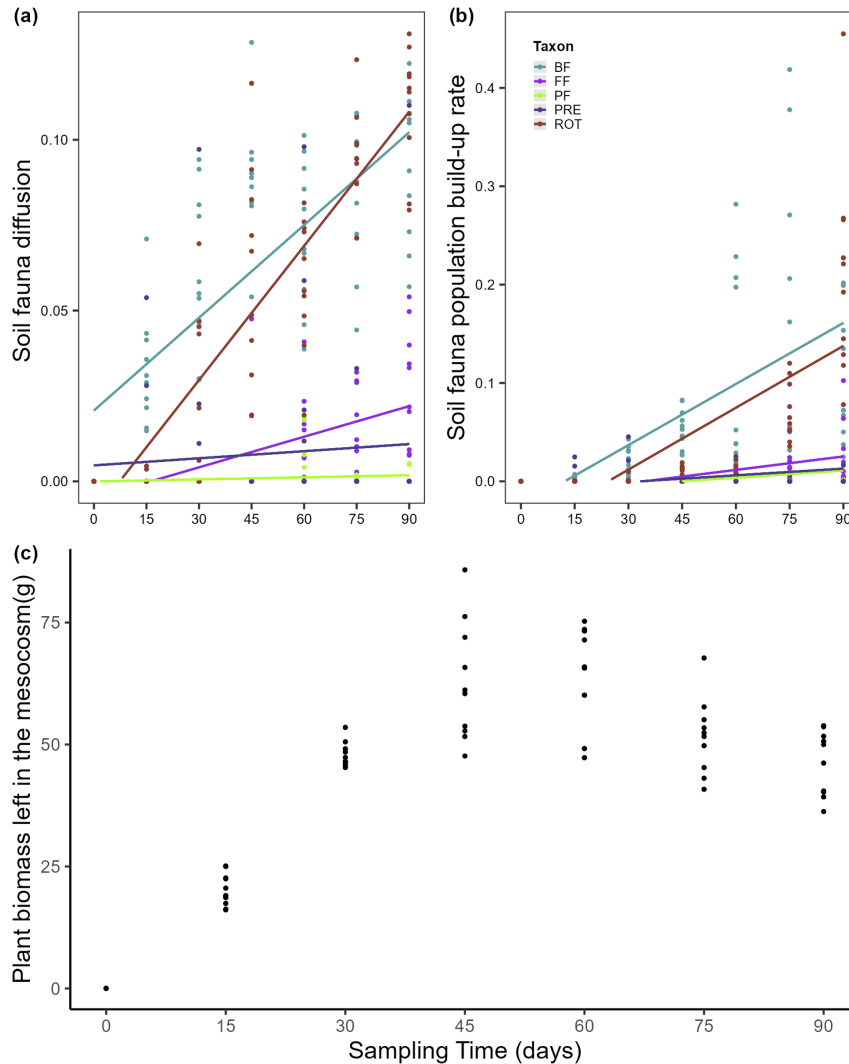 (a)
Soil fauna diffusion
0.10
0.05
0.00
0 15 30 45 60 75 90
(b)
Soil fauna population build-up rate
0.4
0.3
0.2
0.1
0.0
Taxon
BF
FF
PF
PRE
ROT
0 15 30 45 60 75 90
(c)
Plant biomass left in the mesocosm(g)
75
50
25
0
0 15 30 45 60 75 90
Sampling Time (days)